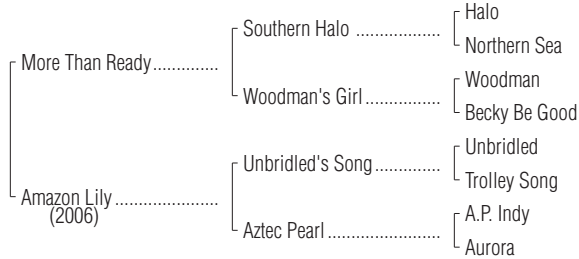 Halo
Southern Halo ..................
Northern Sea
More Than Ready..............
Woodman
Woodman's Girl................
Becky Be Good
Unbridled
Unbridled's Song..............
Trolley Song
Amazon Lily ......................
(2006)
A.P. Indy
Aztec Pearl ........................
Aurora